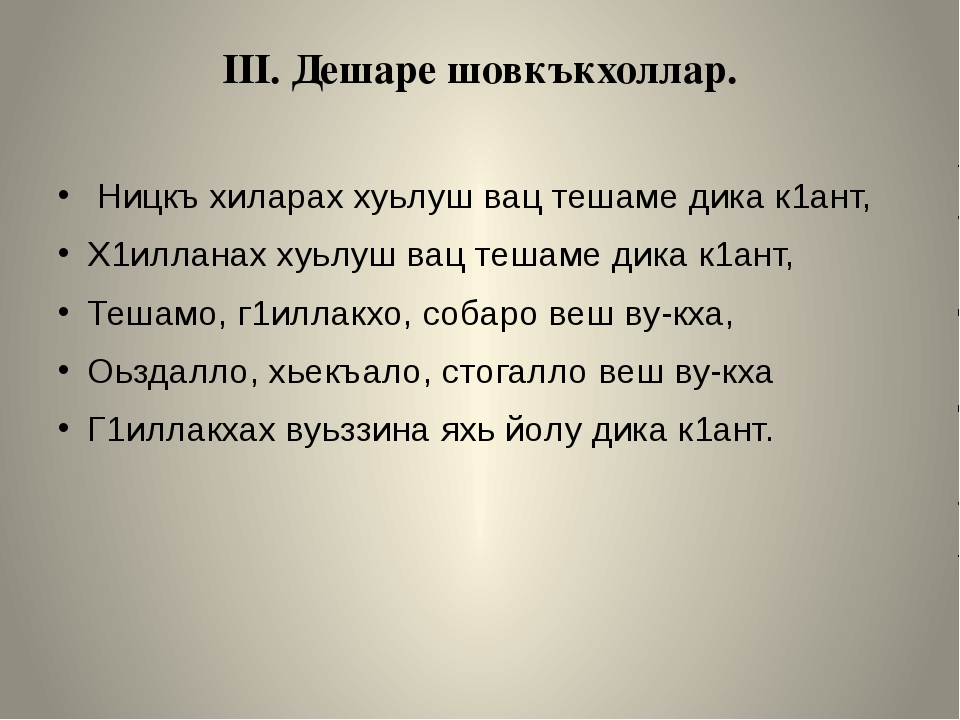 III. Дешаре шовкъкхоллар.
• Ницкъ хиларах хуьлуш вац тешаме дика к1ант,
• Х1илланах хуьлуш вац тешаме дика к1ант,
• Тешамо, г1иллакхо, собаро веш ву-кха,
• Оьздалло, хьекъало, стогалло веш ву-кха
• Г1иллакхах вуьззина яхь йолу дика к1ант.